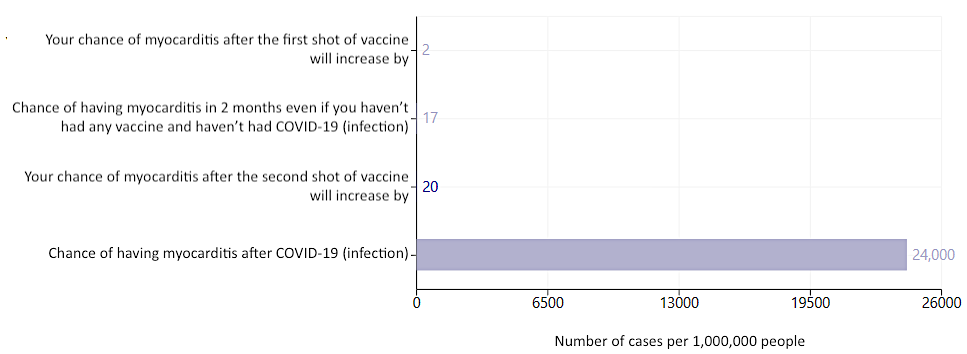 Your chance of myocarditis after the first shot of vaccine
will increase by
2
Chance of having myocarditis in 2 months even if you haven't
had any vaccine and haven't had COVID-19 (infection)
17
Your chance of myocarditis after the second shot of vaccine
will increase by
20
Chance of having myocarditis after COVID-19 (infection)
24,000
0 6500 13000 19500 26000
Number of cases per 1,000,000 people